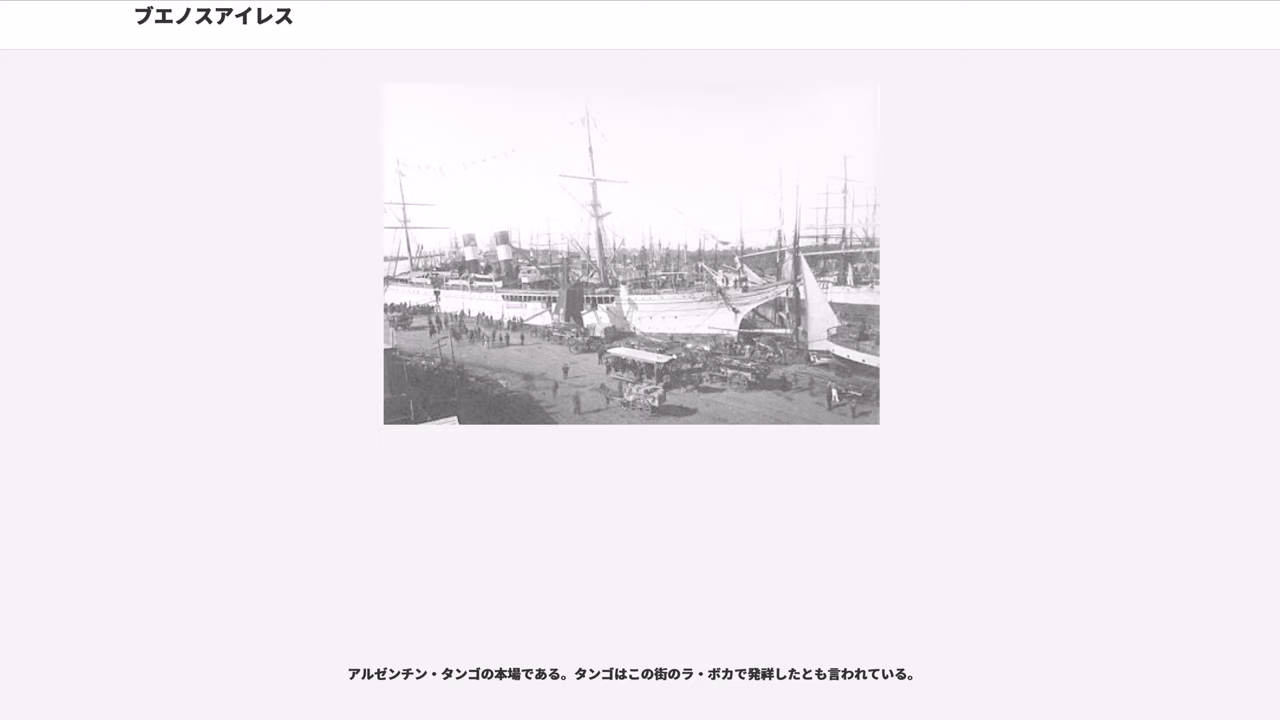 ブエノスアイレス
アルゼンチン・タンゴの本場である。タンゴはこの街のラ・ボカで発祥したとも言われている。